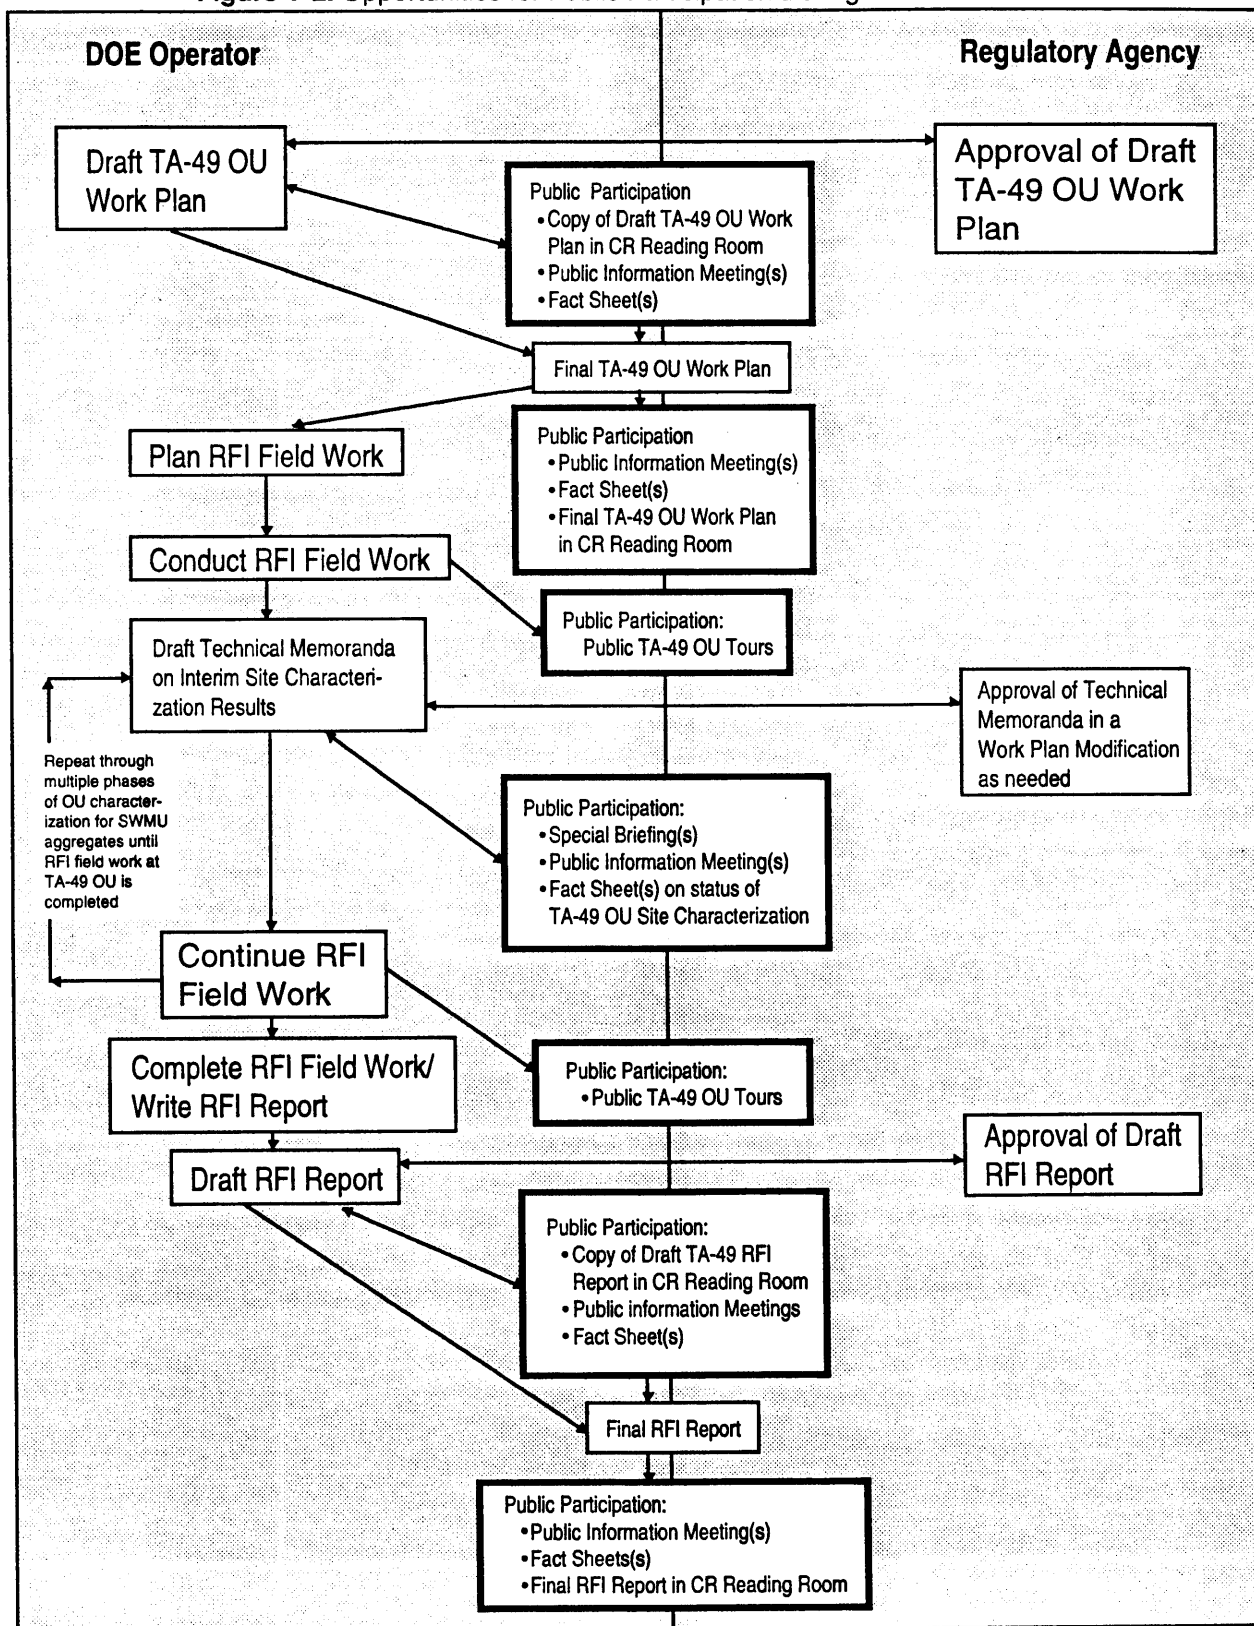 DOE Operator
Regulatory Agency
Draft TA-49 OU
Work Plan
Approval of Draft
TA-49 OU Work
Plan
Public Participation
•Copy of Draft TA-49 OU Work
Plan in CR Reading Room
•Public Information Meeting(s)
•Fact Sheet(s)
Final TA-49 OU Work Plan
Plan RFI Field Work
Public Participation
•Public Information Meeting(s)
•Fact Sheet(s)
•Final TA-49 OU Work Plan
in CR Reading Room
Conduct RFI Field Work
Public Participation:
Public TA-49 OU Tours
Draft Technical Memoranda
on Interim Site Characteri-
zation Results
Approval of Technical
Memoranda in a
Work Plan Modification
as needed
Repeat through
multiple phases
of OU character-
ization for SWMU
aggregates until
RFI field work at
TA-49 OU is
completed
Public Participation:
•Special Briefing(s)
•Public Information Meeting(s)
•Fact Sheet(s) on status of
TA-49 OU Site Characterization
Continue RFI
Field Work
Complete RFI Field Work/
Write RFI Report
Public Participation:
•Public TA-49 OU Tours
Draft RFI Report
Approval of Draft
RFI Report
Public Participation:
•Copy of Draft TA-49 RFI
Report in CR Reading Room
•Public information Meetings
•Fact Sheet(s)
Final RFI Report
Public Participation:
•Public Information Meeting(s)
•Fact Sheets(s)
•Final RFI Report in CR Reading Room